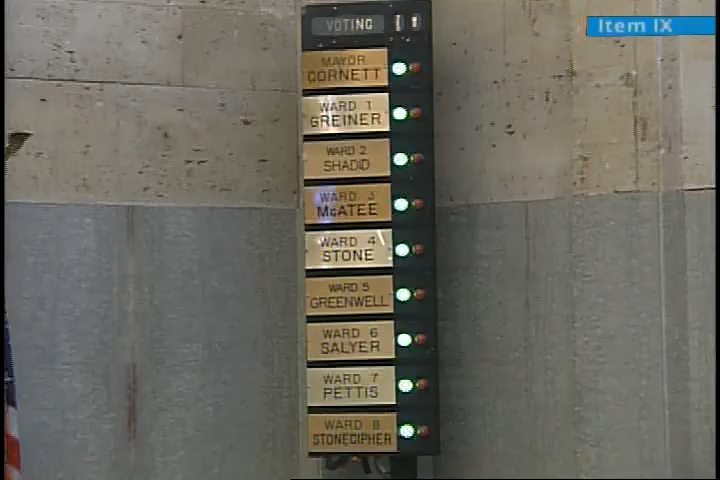 Item IX
VOTING
MAYOR
CORNETT
WARD 1
GREINER
WARD 2
SHADID
WARD 3
McATEE
WARD 4
STONE
WARD 5
GREENWELL
WARD 6
SALYER
WARD 7
PETTIS
WARD 8
STONECIPHER